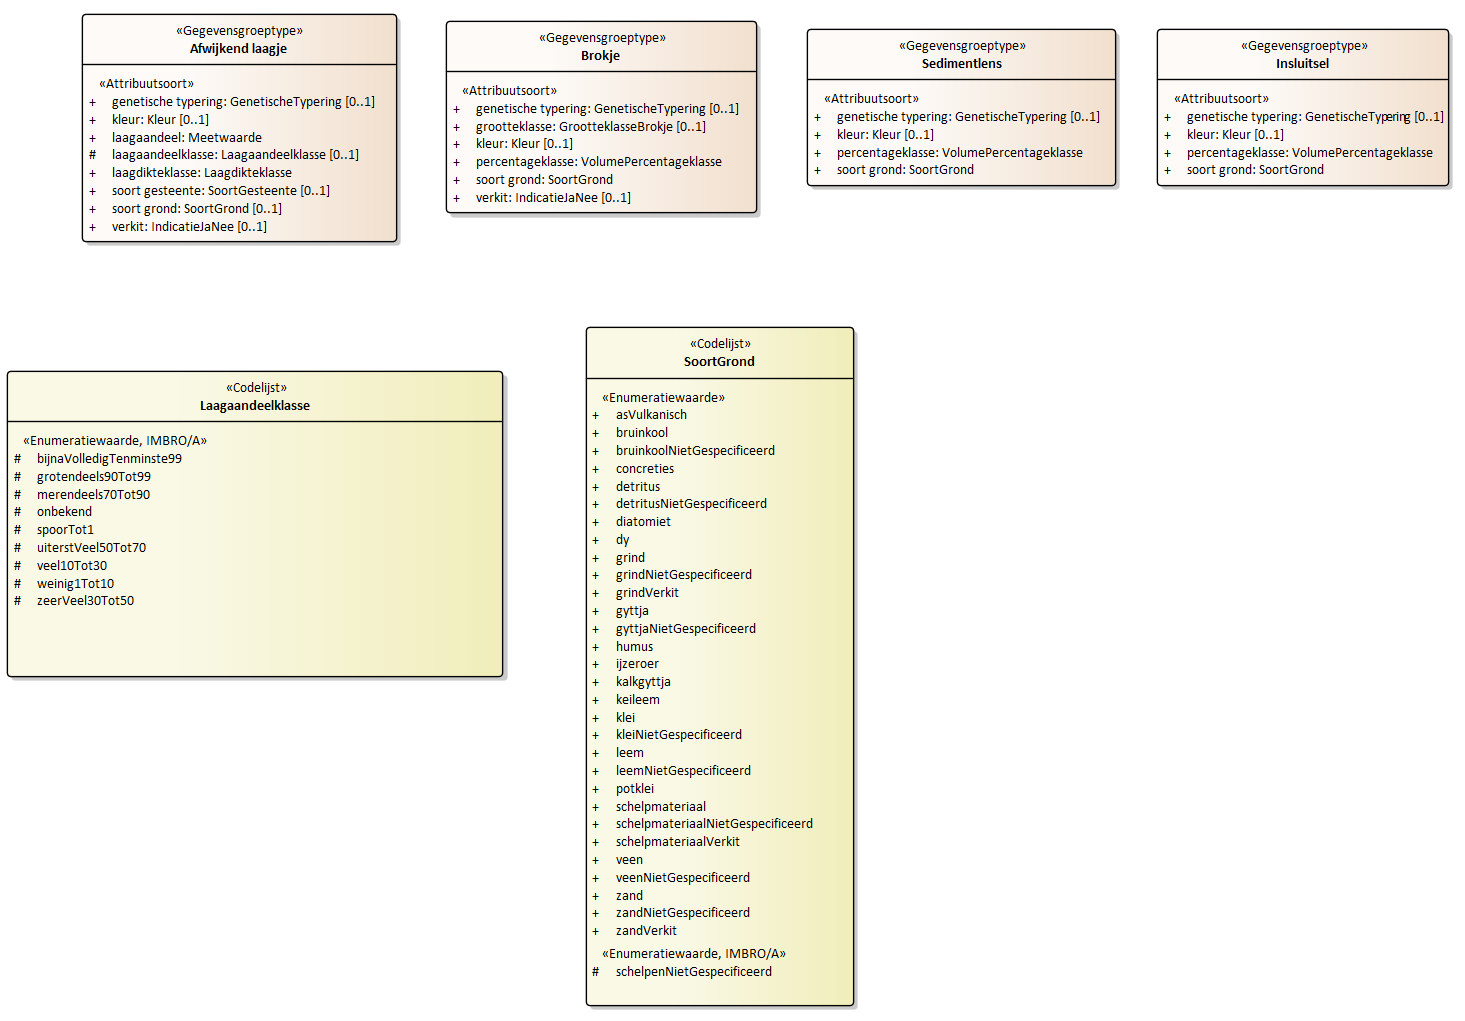 «Gegevensgroeptype»
Afwijkend laagje
«Attribuutsoort»
+ genetische typering: GenetischeTypering [0..1]
+ kleur: Kleur [0..1]
+ laagaandeel: Meetwaarde
# laagaandeelklasse: Laagaandeelklasse [0..1]
+ laagdikteklasse: Laagdikteklasse
+ soort gesteente: SoortGesteente [0..1]
+ soort grond: SoortGrond [0..1]
+ verkit: IndicatieJaNee [0..1]
«Gegevensgroeptype»
Brokje
«Attribuutsoort»
+ genetische typering: GenetischeTypering [0..1]
+ grootteklasse: GrootteklasseBrokje [0..1]
+ kleur: Kleur [0..1]
+ percentageklasse: VolumePercentageklasse
+ soort grond: SoortGrond
+ verkit: IndicatieJaNee [0..1]
«Gegevensgroeptype»
Sedimentlens
«Attribuutsoort»
+ genetische typering: GenetischeTypering [0..1]
+ kleur: Kleur [0..1]
+ percentageklasse: VolumePercentageklasse
+ soort grond: SoortGrond
«Gegevensgroeptype»
Insluitsel
«Attribuutsoort»
+ genetische typering: GenetischeTypering [0..1]
+ kleur: Kleur [0..1]
+ percentageklasse: VolumePercentageklasse
+ soort grond: SoortGrond
«Codelijst»
Laagaandeelklasse
«Enumeratiewaarde, IMBRO/A»
# bijnaVolledigTenminste99
# grotendeels90Tot99
# merendeels70Tot90
# onbekend
# spoorTot1
# uiterstVeel50Tot70
# veel10Tot30
# weinig1Tot10
# zeerVeel30Tot50
«Codelijst»
SoortGrond
«Enumeratiewaarde»
+ asVulkanisch
+ bruinkool
+ bruinkoolNietGespecificeerd
+ concreties
+ detritus
+ detritusNietGespecificeerd
+ diatomiet
+ dy
+ grind
+ grindNietGespecificeerd
+ grindVerkit
+ gyttja
+ gyttjaNietGespecificeerd
+ humus
+ ijzeroer
+ kalkgyttja
+ keileem
+ klei
+ kleiNietGespecificeerd
+ leem
+ leemNietGespecificeerd
+ potklei
+ schelpmateriaal
+ schelpmateriaalNietGespecificeerd
+ schelpmateriaalVerkit
+ veen
+ veenNietGespecificeerd
+ zand
+ zandNietGespecificeerd
+ zandVerkit
«Enumeratiewaarde, IMBRO/A»
# schelpenNietGespecificeerd